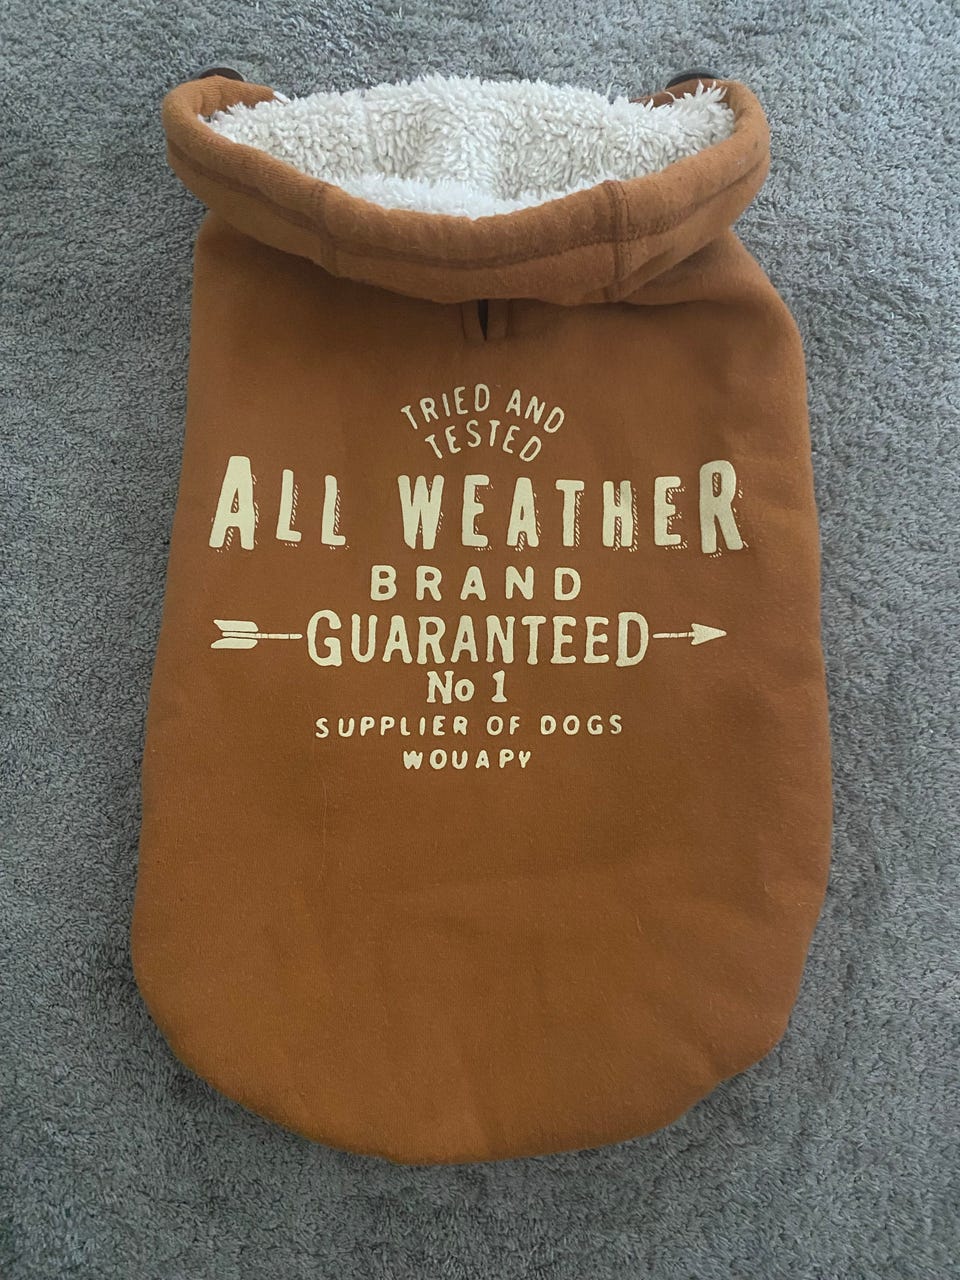 TRIED AND
TESTED
ALL WEATHER
BRAND
GUARANTEED
No 1
SUPPLIER OF DOGS
WOUAPY